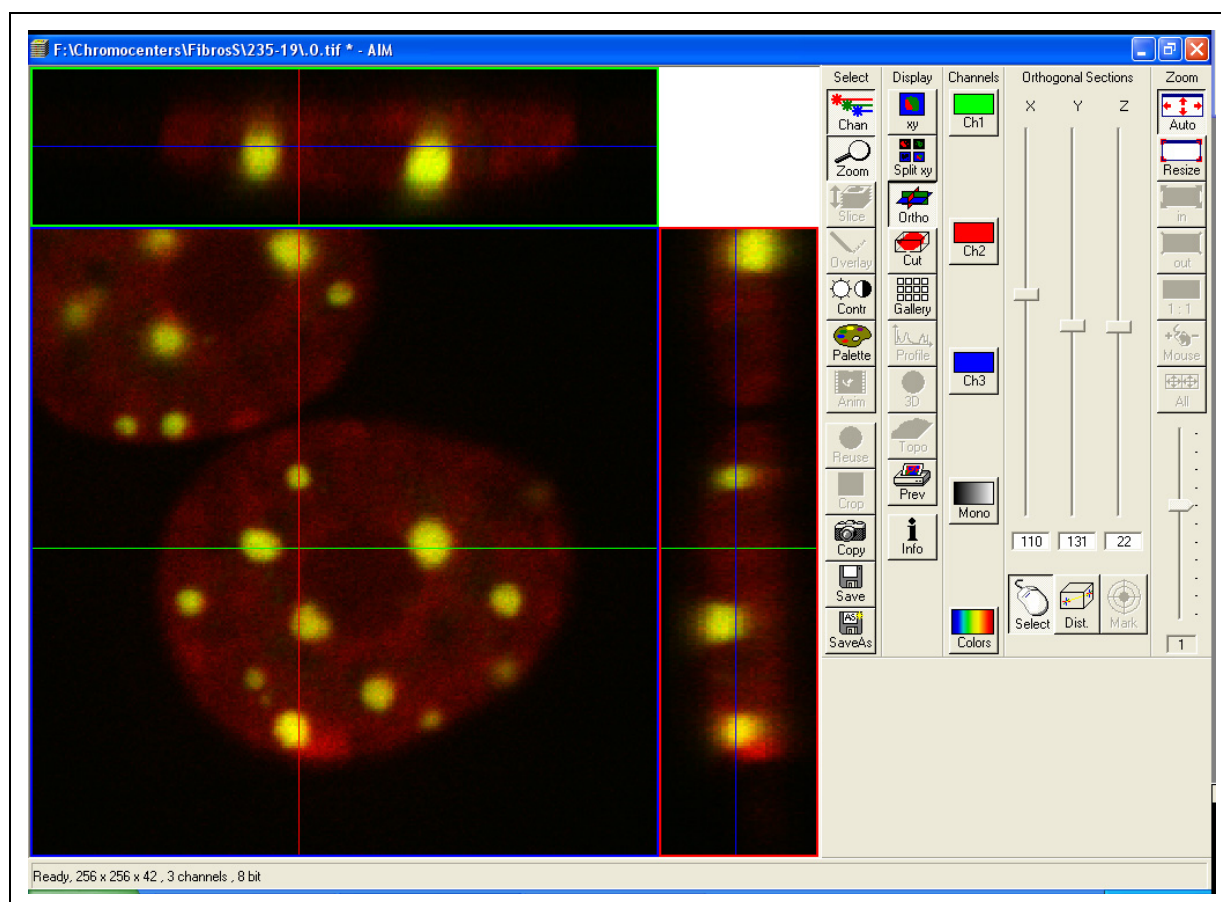 F:\Chromocenters\FibrosS\235-19\.0.tif * - AIM
Select
Chan
Zoom
Slice
Overlay
Contr
Palette
Anim
Reuse
Crop
Copy
Save
AS
SaveAs
Display
xy
Split xy
Ortho
Cut
Gallery
Profile
3D
Topo
Prev
i
Info
Channels
Ch1
Ch2
Ch3
Mono
Colors
Orthogonal Sections
X Y Z
110 131 22
Select Dist. Mark
Zoom
Auto
Resize
in
out
1 : 1
Mouse
All
1
Ready, 256 x 256 x 42 , 3 channels , 8 bit